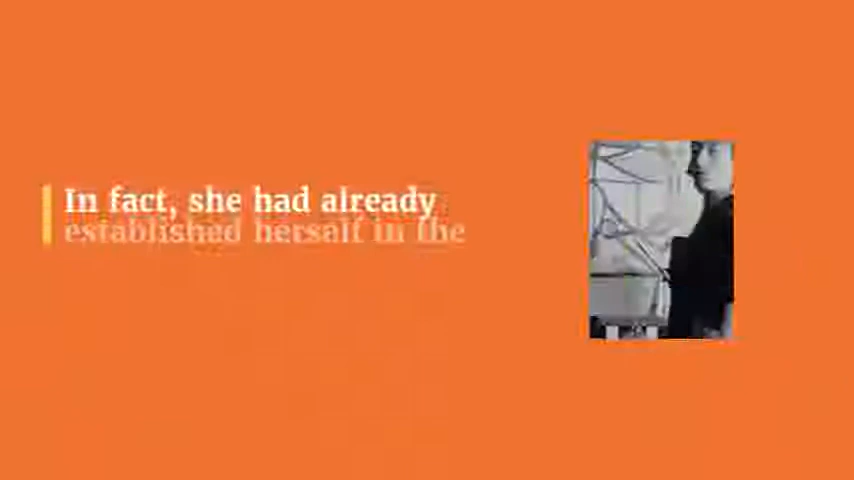 In fact, she had already
established herself in the